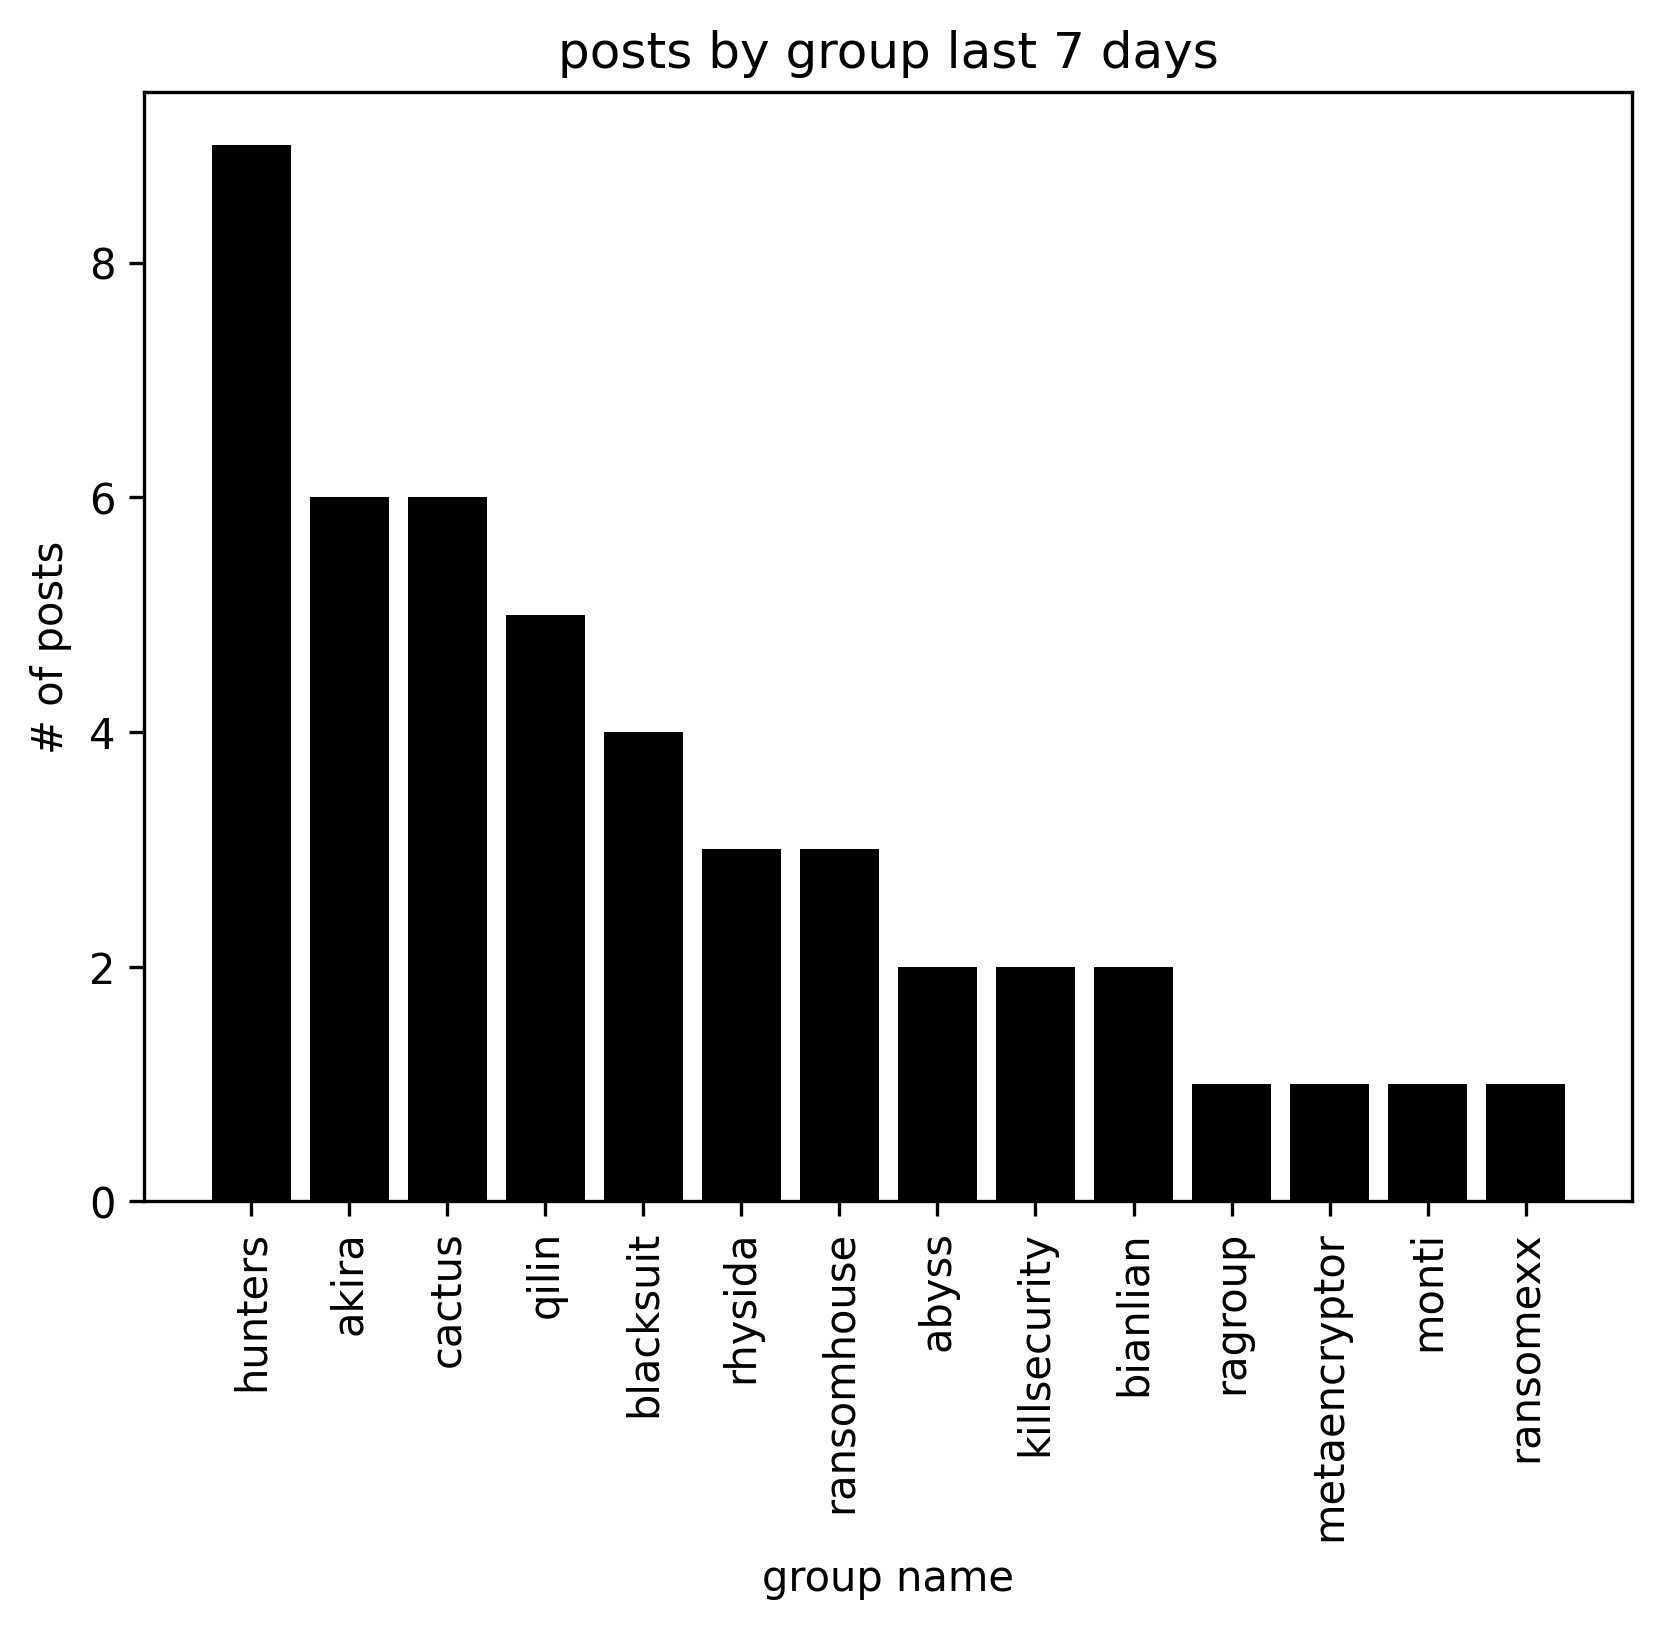 posts by group last 7 days
# of posts
8
6
4
2
0
hunters
akira
cactus
qilin
blacksuit
rhysida
ransomhouse
abyss
killsecurity
bianlian
ragroup
metaencryptor
monti
ransomexx
group name